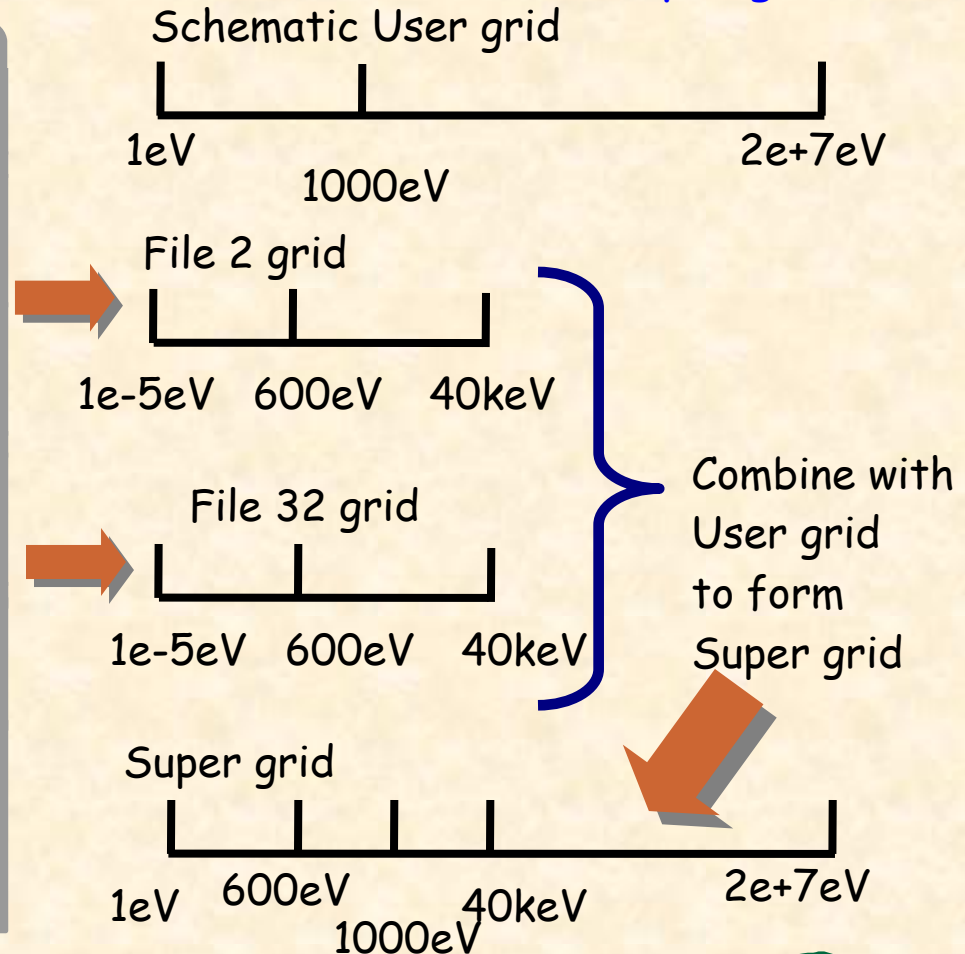 Schematic User grid
1eV
2e+7eV
1000eV
File 2 grid
1e-5eV 600eV 40keV
File 32 grid
1e-5eV 600eV 40keV
Combine with
User grid
to form
Super grid
Super grid
1eV 600eV 40keV 2e+7eV
1000eV